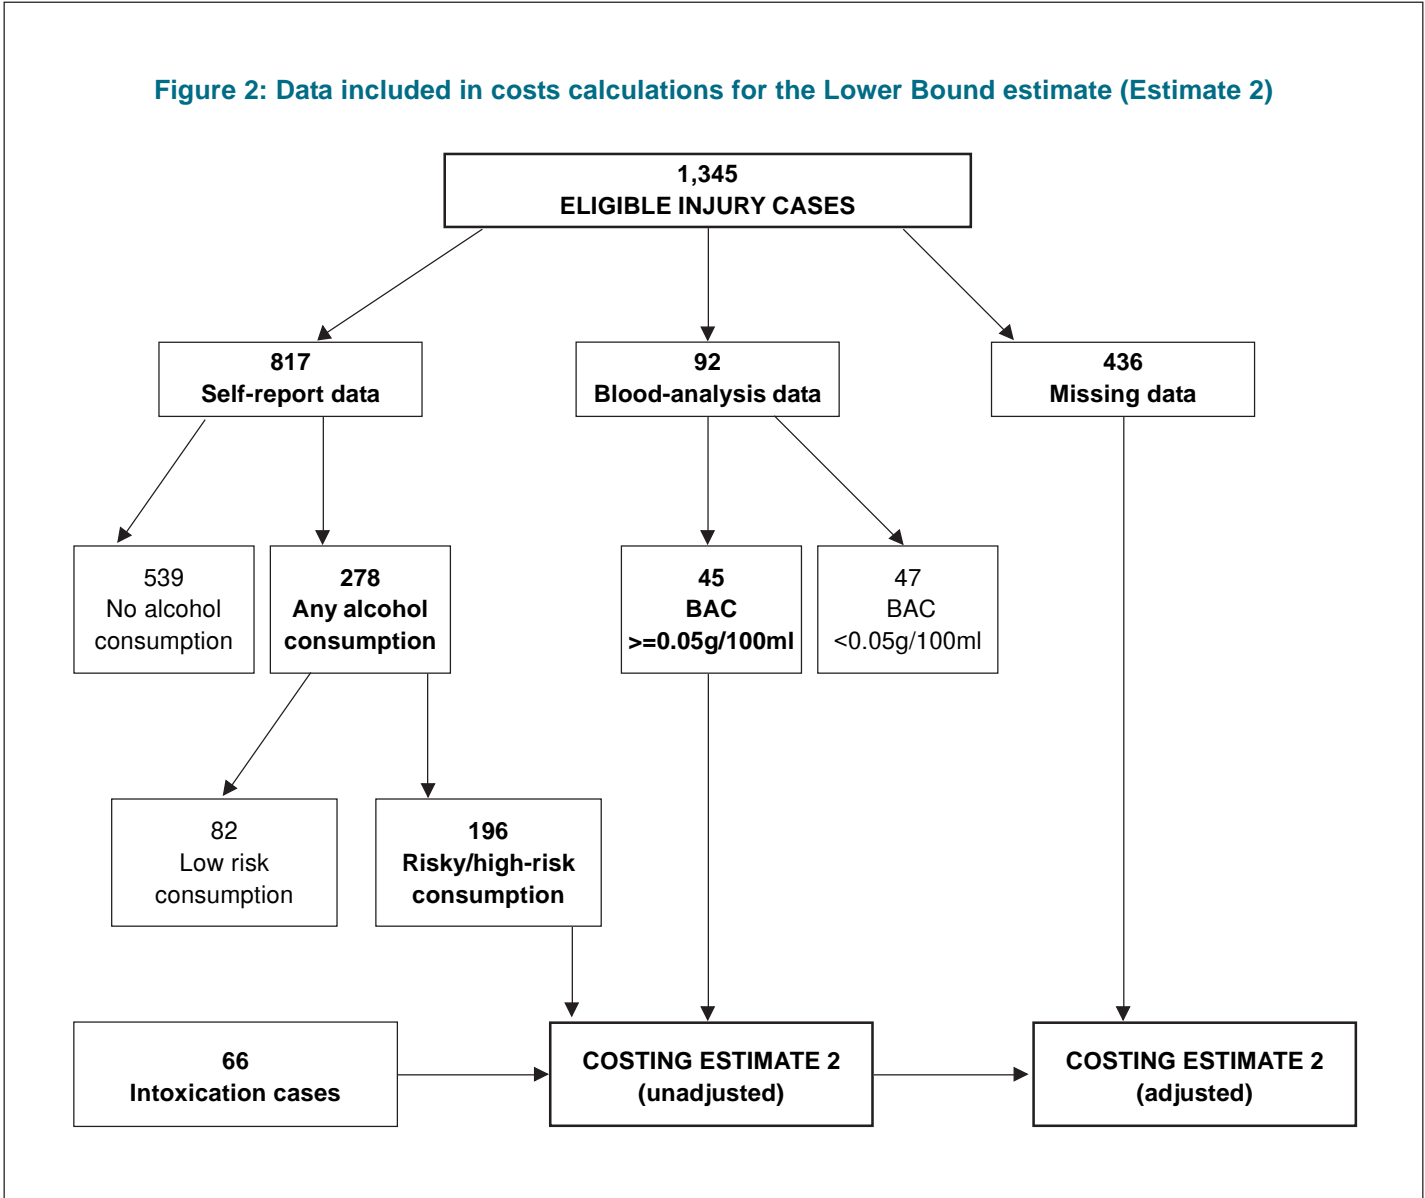 Figure 2: Data included in costs calculations for the Lower Bound estimate (Estimate 2)
1,345
ELIGIBLE INJURY CASES
817
Self-report data
92
Blood-analysis data
436
Missing data
539
No alcohol
consumption
278
Any alcohol
consumption
45
BAC
>=0.05g/100ml
47
BAC
<0.05g/100ml
82
Low risk
consumption
196
Risky/high-risk
consumption
66
Intoxication cases
COSTING ESTIMATE 2
(unadjusted)
COSTING ESTIMATE 2
(adjusted)